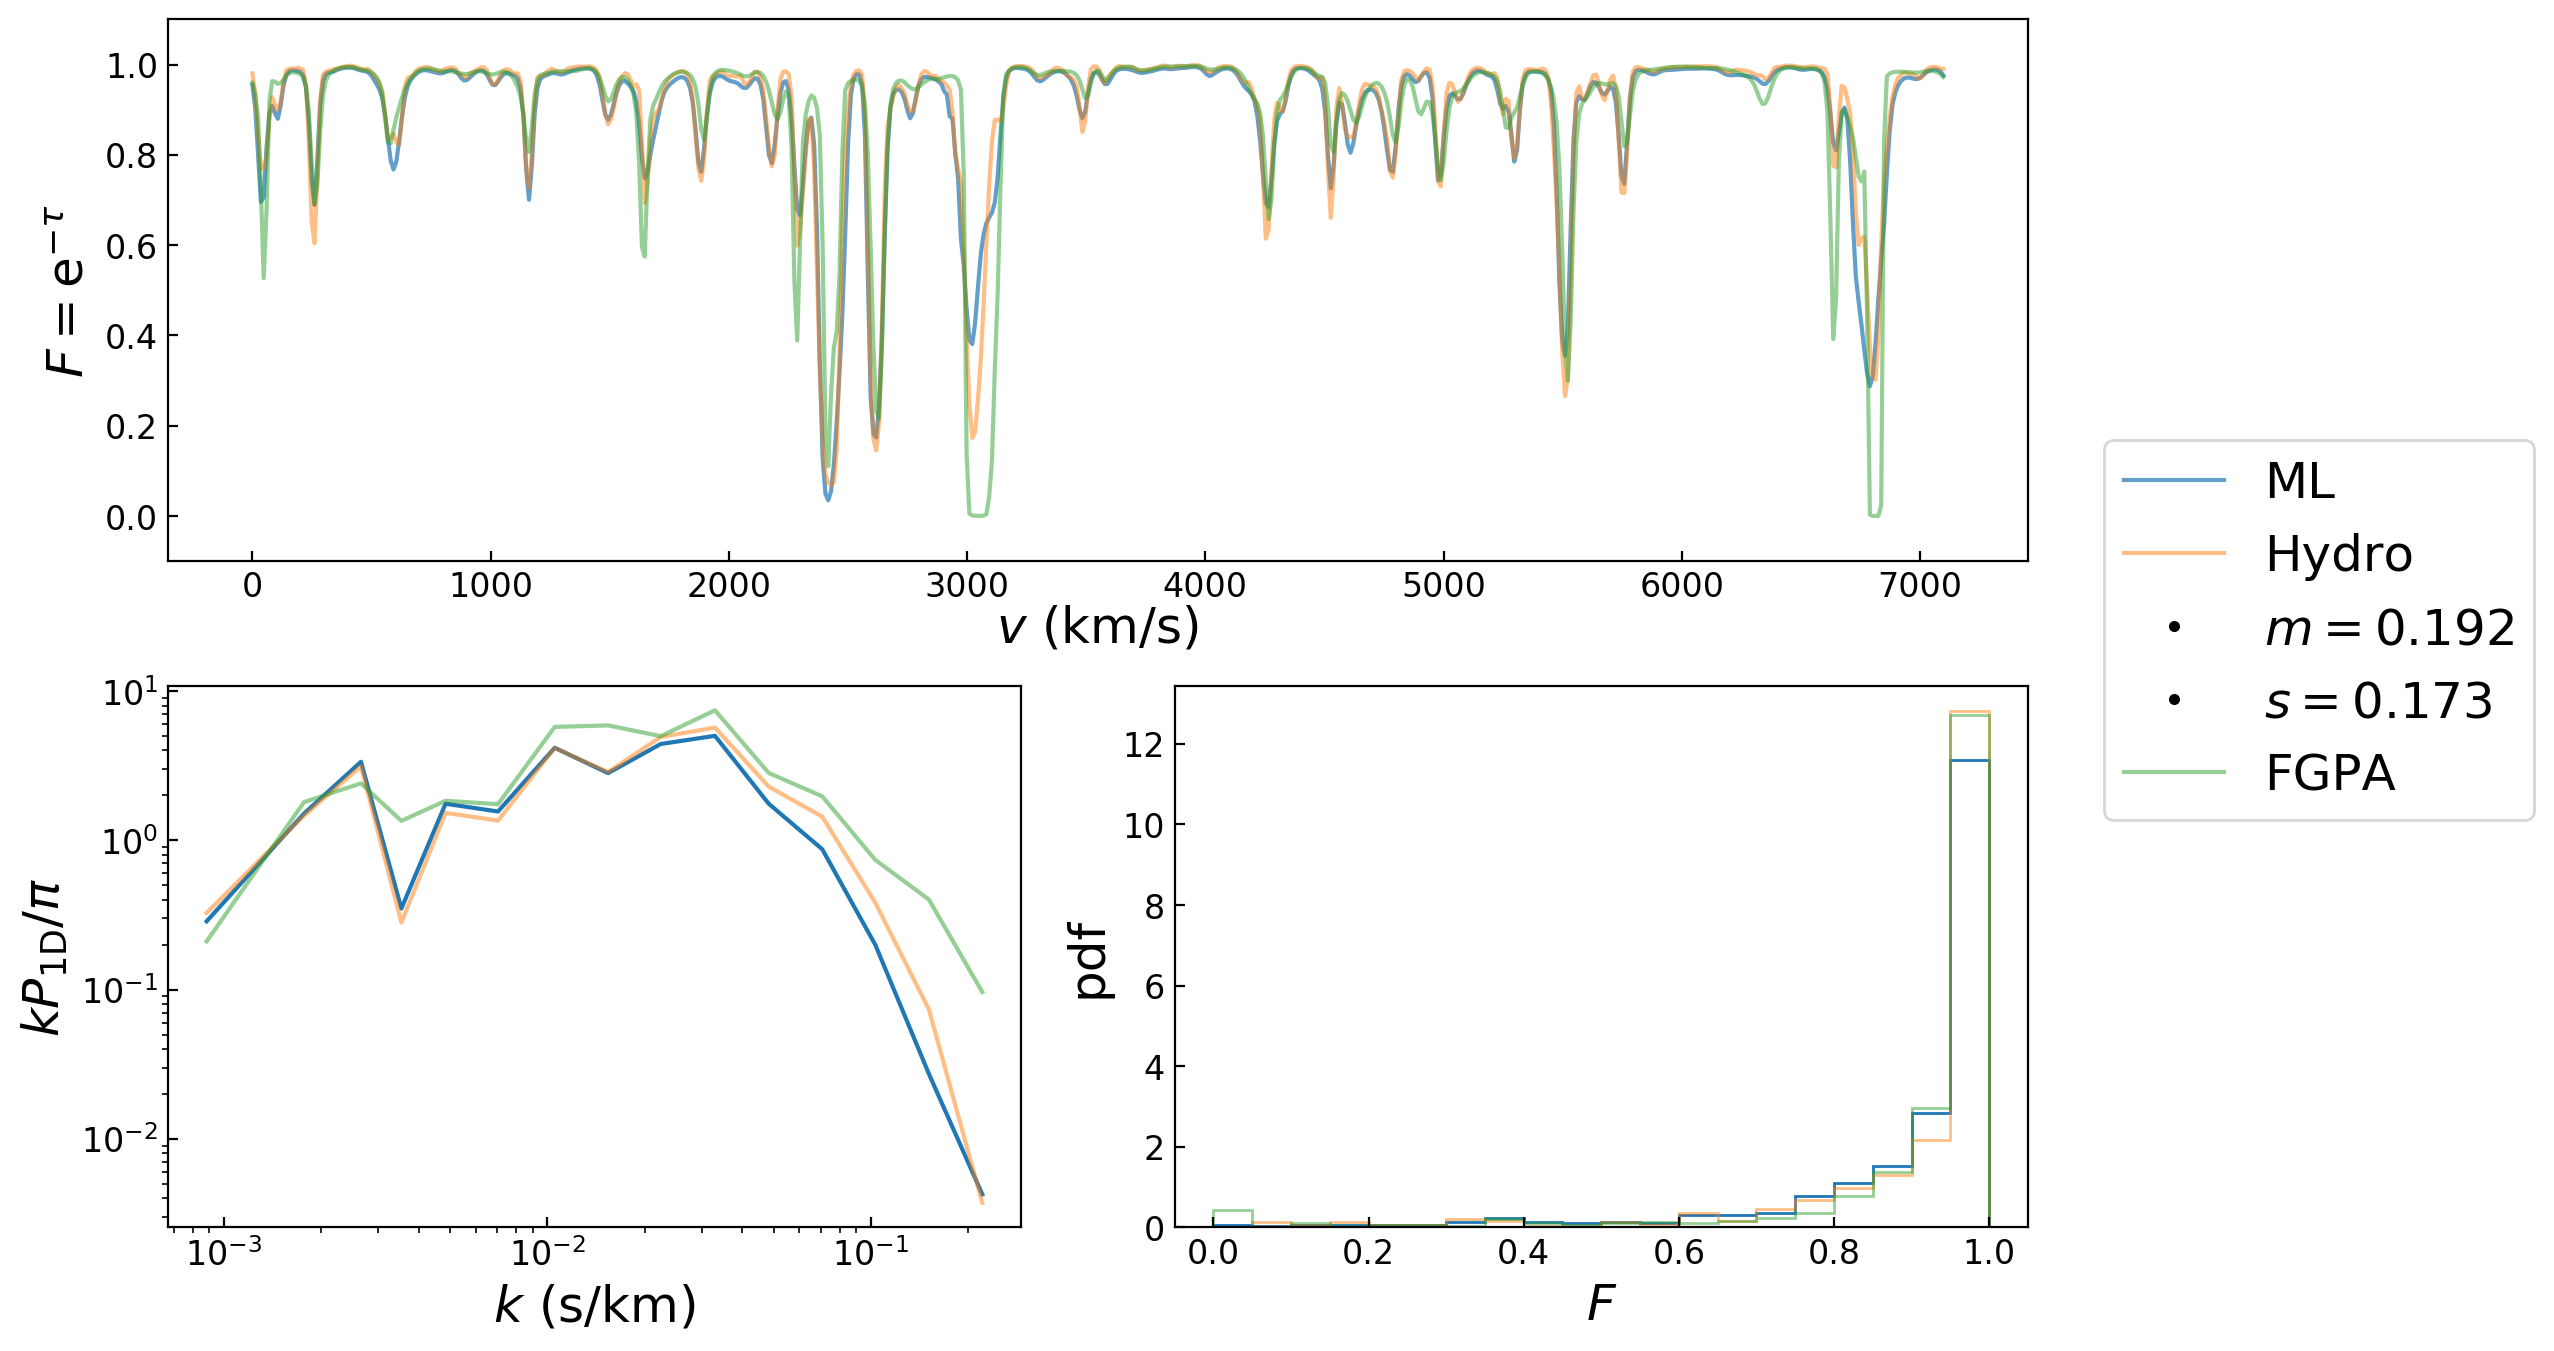 F = e^{−τ}
1.0
0.8
0.6
0.4
0.2
0.0
0 1000 2000 3000 4000 5000 6000 7000
v (km/s)
ML
Hydro
m = 0.192
s = 0.173
FGPA
kP_{1D}/π
10^1
10^0
10^{−1}
10^{−2}
10^{−3} 10^{−2} 10^{−1}
k (s/km)
pdf
12
10
8
6
4
2
0
0.0 0.2 0.4 0.6 0.8 1.0
F